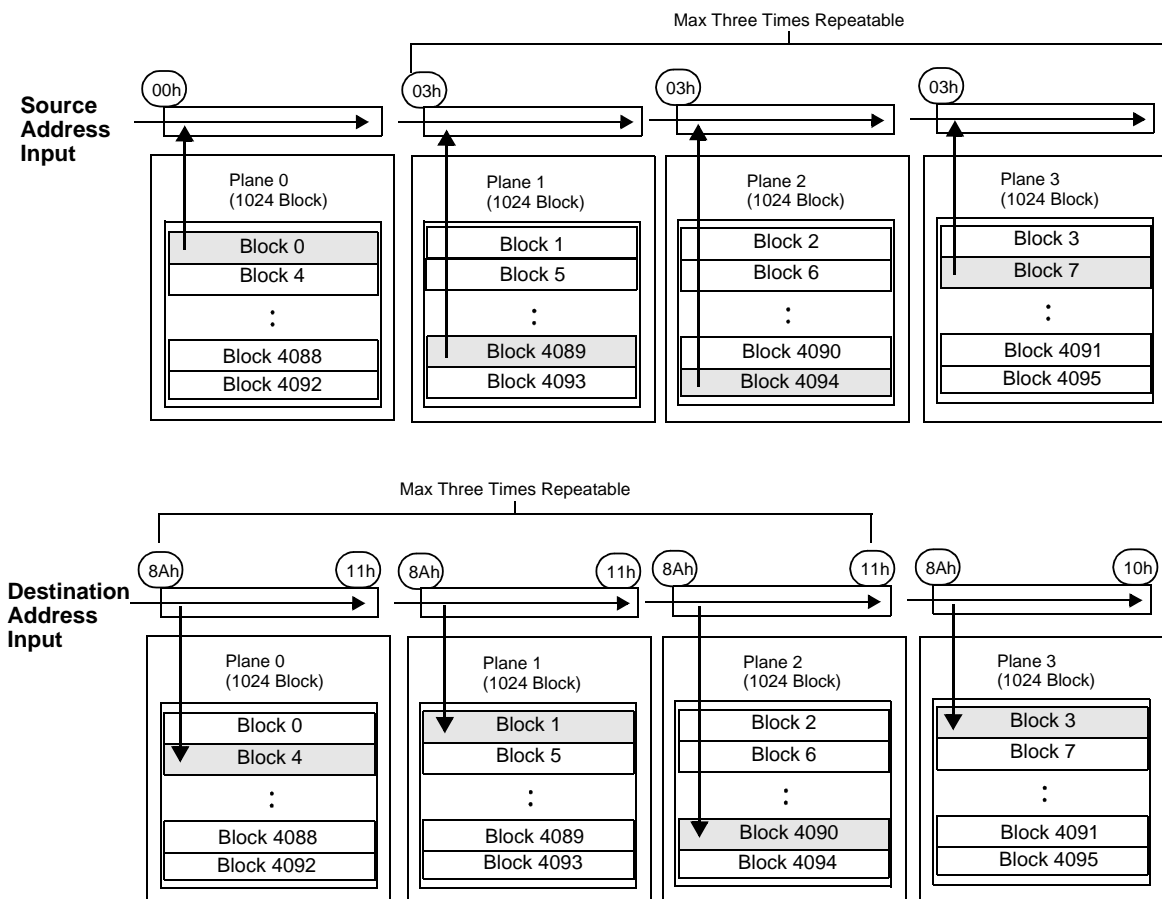 Max Three Times Repeatable
00h
03h
03h
03h
Source
Address
Input
Plane 0
(1024 Block)
Block 0
Block 4
:
Block 4088
Block 4092
Plane 1
(1024 Block)
Block 1
Block 5
:
Block 4089
Block 4093
Plane 2
(1024 Block)
Block 2
Block 6
:
Block 4090
Block 4094
Plane 3
(1024 Block)
Block 3
Block 7
:
Block 4091
Block 4095
Max Three Times Repeatable
8Ah
11h
8Ah
11h
8Ah
11h
8Ah
10h
Destination
Address
Input
Plane 0
(1024 Block)
Block 0
Block 4
:
Block 4088
Block 4092
Plane 1
(1024 Block)
Block 1
Block 5
:
Block 4089
Block 4093
Plane 2
(1024 Block)
Block 2
Block 6
:
Block 4090
Block 4094
Plane 3
(1024 Block)
Block 3
Block 7
:
Block 4091
Block 4095